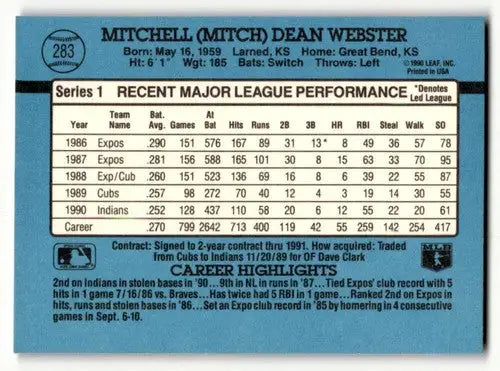 283
MITCHELL (MITCH) DEAN WEBSTER
Born: May 16, 1959 Larned, KS Home: Great Bend, KS
Ht: 6'1" Wgt: 185 Bats: Switch Throws: Left
©1990 LEAF, INC.
Printed in USA
Series 1 RECENT MAJOR LEAGUE PERFORMANCE *Denotes Led League
Year Team Name Bat. Avg. Games At Bat Hits Runs 2B 3B HR RBI Steal Walk SO
1986 Expos .290 151 576 167 89 31 13* 8 49 36 57 78
1987 Expos .281 156 588 165 101 30 8 15 63 33 70 95
1988 Exp/Cub .260 151 523 136 69 16 8 6 39 22 55 87
1989 Cubs .257 98 272 70 40 12 4 3 19 14 30 55
1990 Indians .252 128 437 110 58 20 6 12 55 22 20 61
Career .270 799 2642 713 400 119 42 55 259 142 254 417
Contract: Signed to 2-year contract thru 1991. How acquired: Traded
from Cubs to Indians 11/20/89 for OF Dave Clark
MLB
CAREER HIGHLIGHTS
2nd on Indians in stolen bases in '90...9th in NL in runs in '87...Tied Expos' club record with 5
hits in 1 game 7/16/86 vs. Braves...Has twice had 5 RBI in 1 game...Ranked 2nd on Expos in
hits, runs and stolen bases in '86...Set an Expo club record in '85 by homering in 4 consecutive
games in Sept. 6-10.